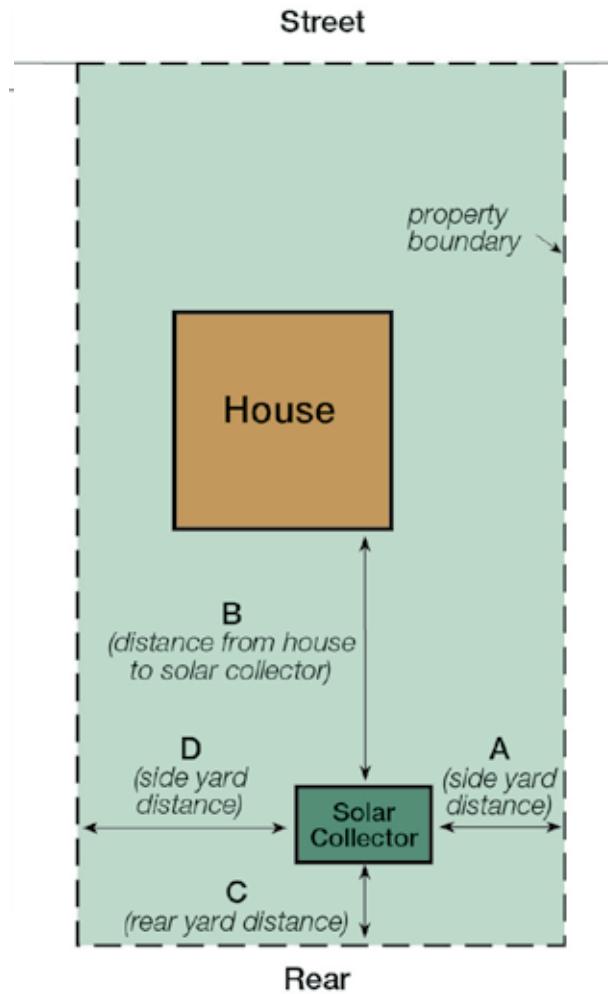 Street
property
boundary
House
B
(distance from house
to solar collector)
D
(side yard
distance)
A
(side yard
distance)
Solar
Collector
C
(rear yard distance)
Rear